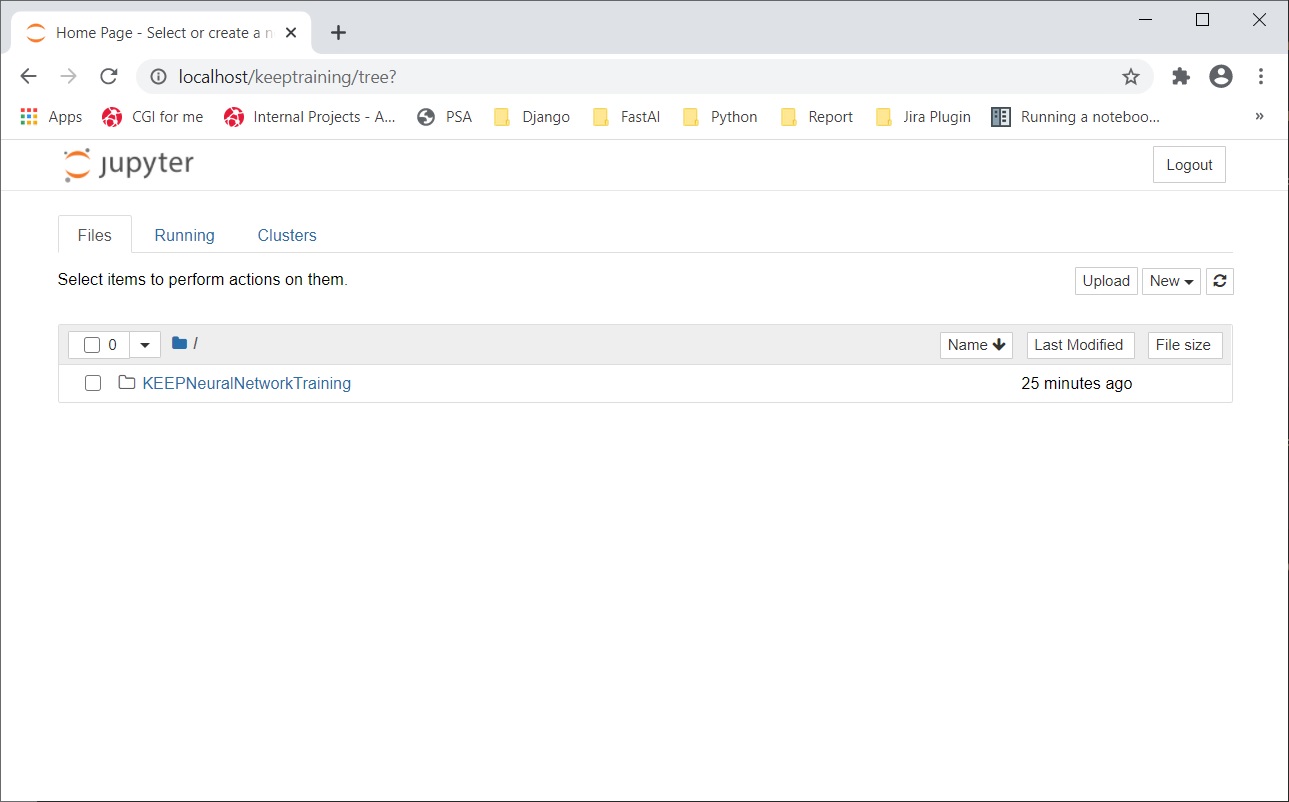 Home Page - Select or create a n
localhost/keeptraining/tree?
Apps CGI for me Internal Projects - A... PSA Django FastAI Python Report Jira Plugin Running a noteboo... »
jupyter Logout
Files Running Clusters
Select items to perform actions on them. Upload New
0 / Name Last Modified File size
KEEPNeuralNetworkTraining 25 minutes ago